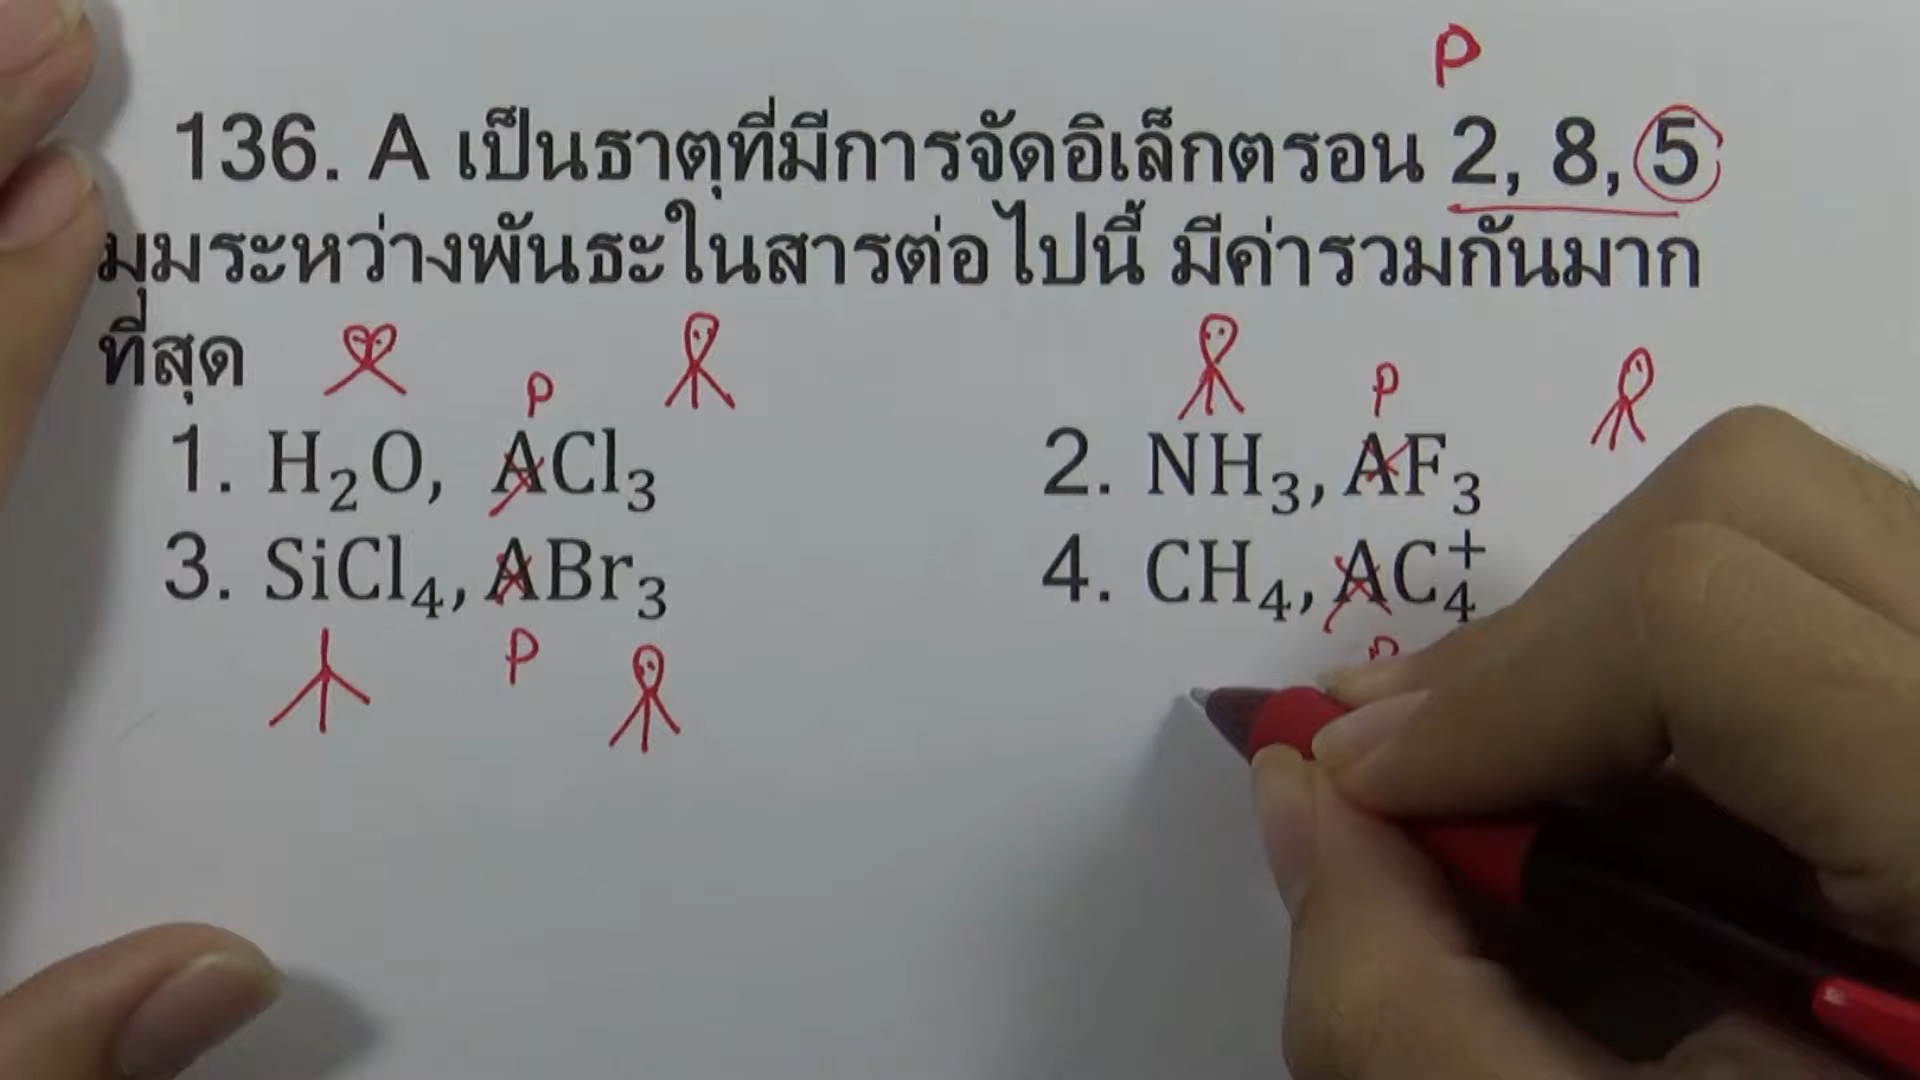 P
136. A เป็นธาตุที่มีการจัดอิเล็กตรอน 2, 8, 5
มุมระหว่างพันธะในสารต่อไปนี้ มีค่ารวมกันมาก
ที่สุด
P P
1. H₂O, ACl₃ 2. NH₃, AF₃
3. SiCl₄, ABr₃ 4. CH₄, AC₄⁺
P P